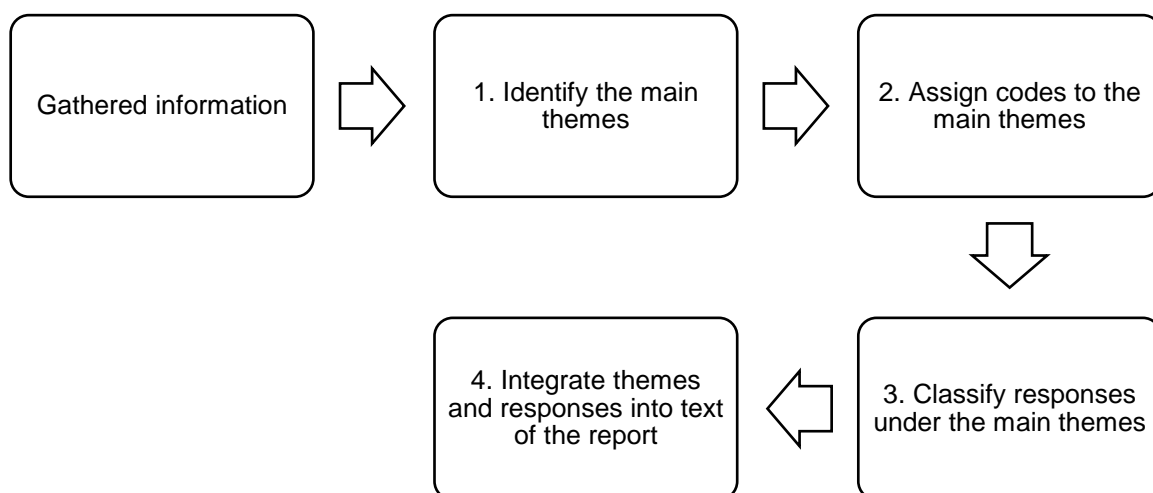 Gathered information
1. Identify the main
themes
2. Assign codes to the
main themes
3. Classify responses
under the main themes
4. Integrate themes
and responses into text
of the report